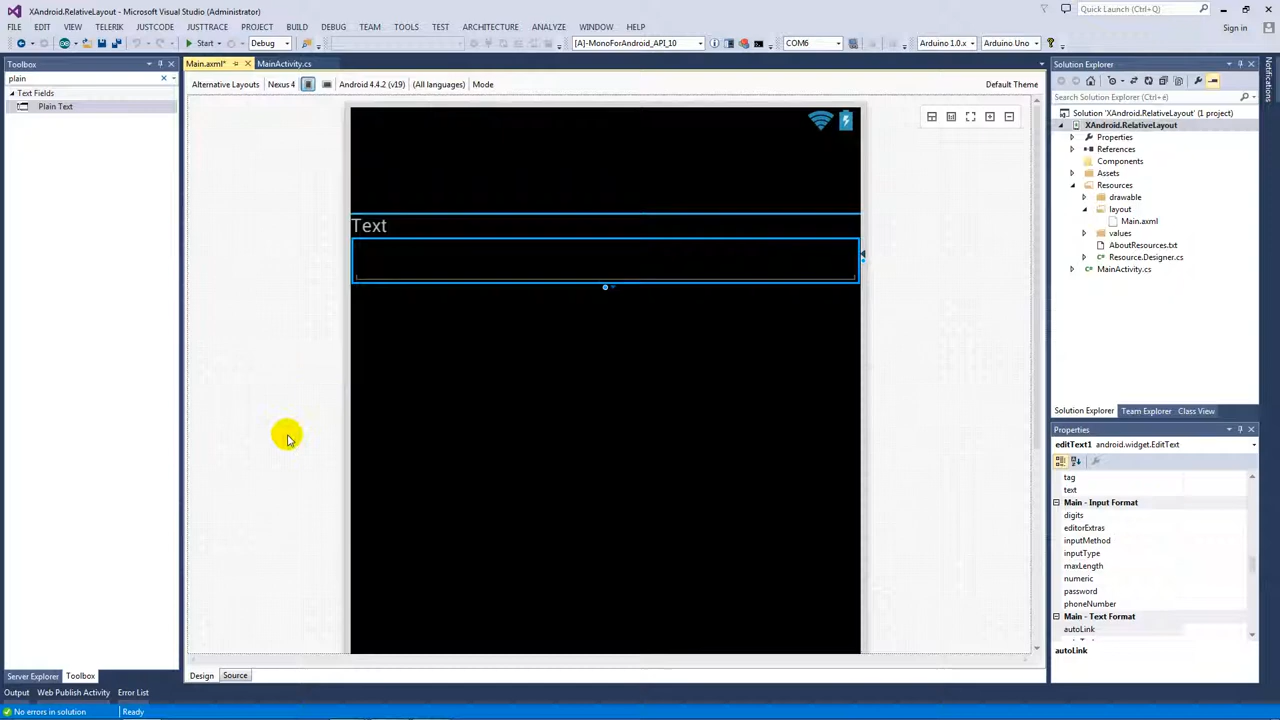 XAndroid.RelativeLayout - Microsoft Visual Studio (Administrator)
Quick Launch (Ctrl+Q)
FILE EDIT VIEW TELERIK JUSTCODE JUSTTRACE PROJECT BUILD DEBUG TEAM TOOLS TEST ARCHITECTURE ANALYZE WINDOW HELP
Sign in
Start Debug [A]-MonoForAndroid_API_10 COM6 Arduino 1.0.x Arduino Uno
Toolbox
Main.axml* MainActivity.cs
Solution Explorer
Notifications
plain
Text Fields
Plain Text
Alternative Layouts Nexus 4 Android 4.4.2 (v19) (All languages) Mode Default Theme
Text
Search Solution Explorer (Ctrl+è)
Solution 'XAndroid.RelativeLayout' (1 project)
XAndroid.RelativeLayout
Properties
References
Components
Assets
Resources
drawable
layout
Main.axml
values
AboutResources.txt
Resource.Designer.cs
MainActivity.cs
Solution Explorer Team Explorer Class View
Properties
editText1 android.widget.EditText
tag
text
Main - Input Format
digits
editorExtras
inputMethod
inputType
maxLength
numeric
password
phoneNumber
Main - Text Format
autoLink
autoLink
Server Explorer Toolbox
Design Source
Output Web Publish Activity Error List
No errors in solution Ready